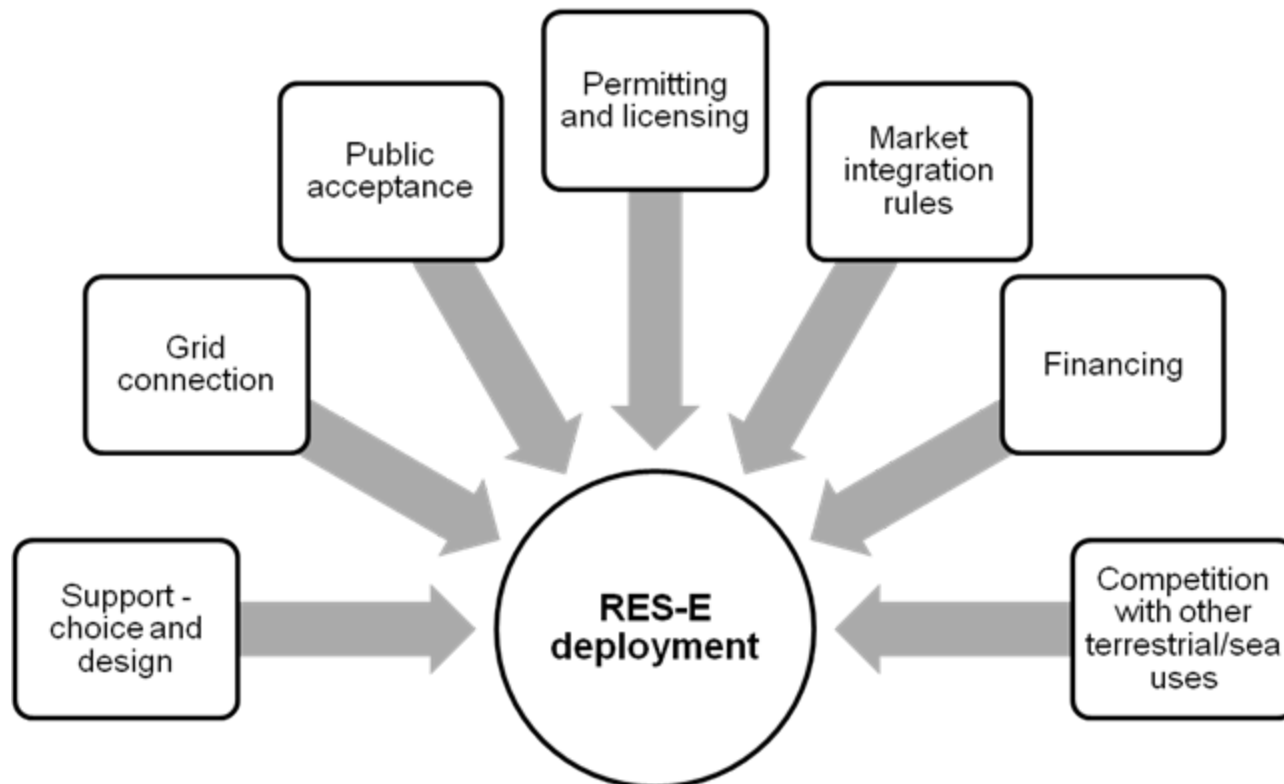 Permitting
and licensing
Public
acceptance
Market
integration
rules
Grid
connection
Financing
Support -
choice and
design
RES-E
deployment
Competition
with other
terrestrial/sea
uses